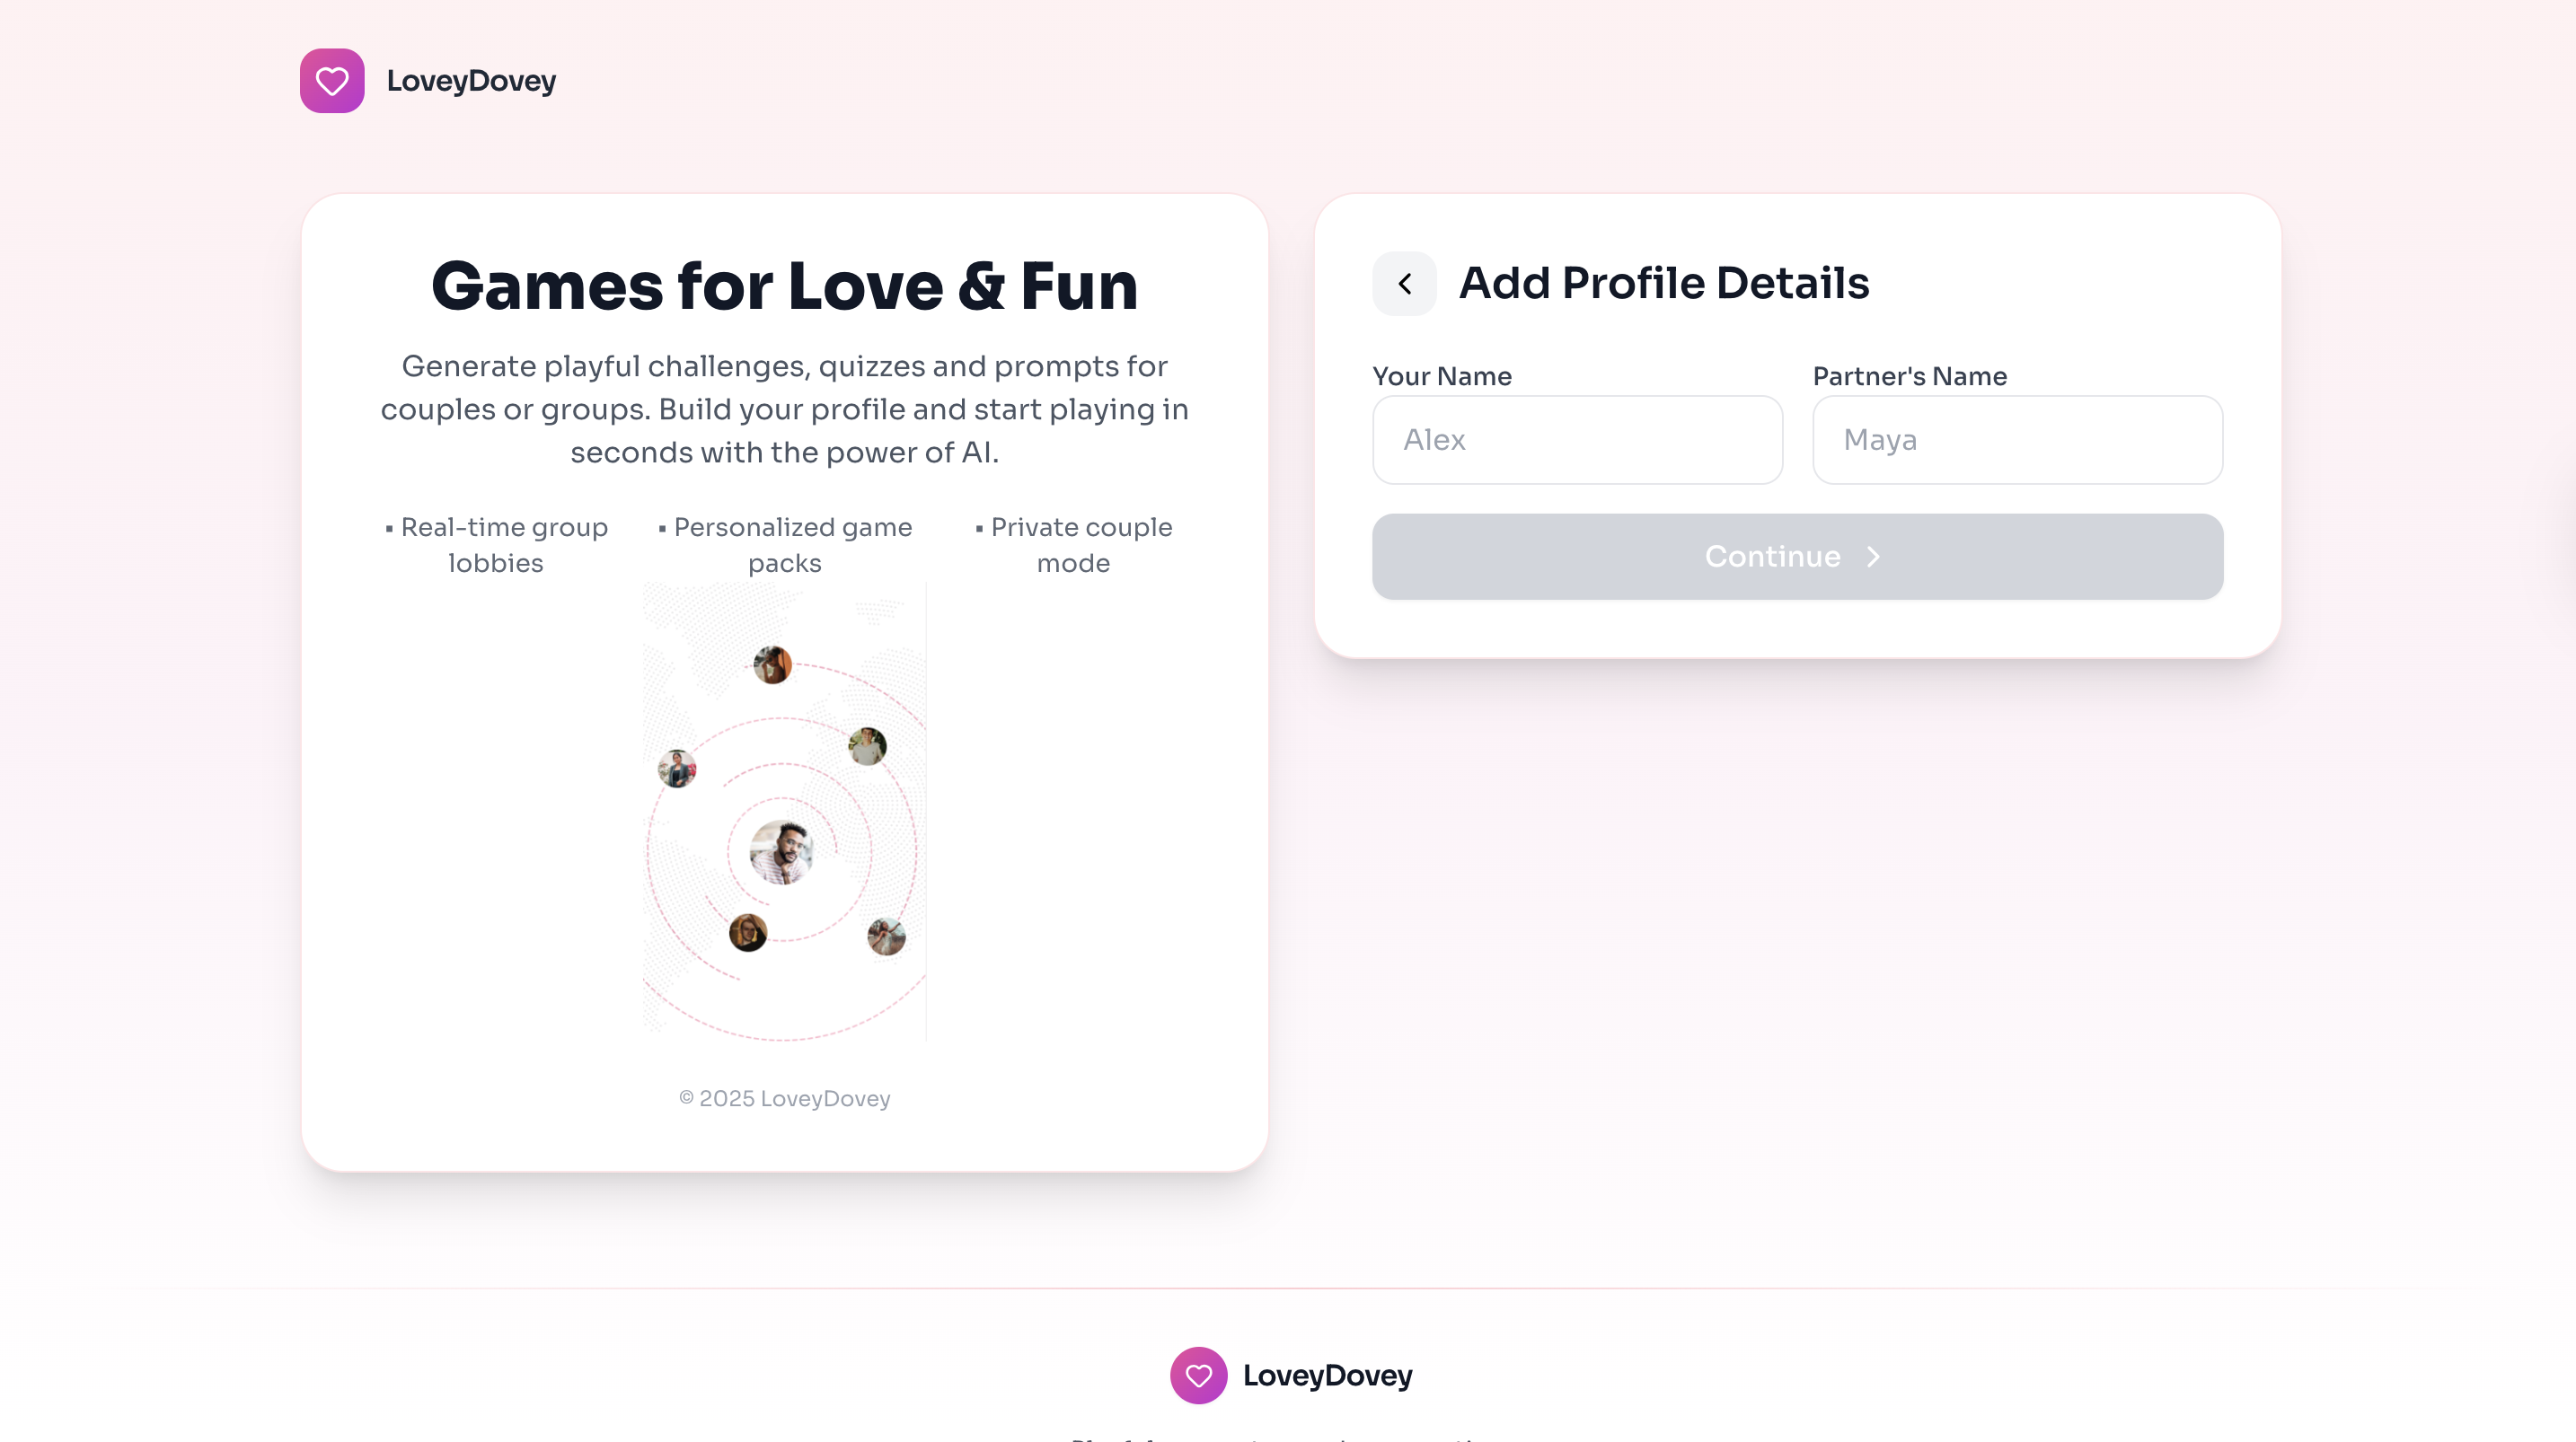 LoveyDovey
Games for Love & Fun
Generate playful challenges, quizzes and prompts for
couples or groups. Build your profile and start playing in
seconds with the power of AI.
▪ Real-time group
lobbies
▪ Personalized game
packs
▪ Private couple
mode
© 2025 LoveyDovey
Add Profile Details
Your Name
Partner's Name
Alex
Maya
Continue
LoveyDovey